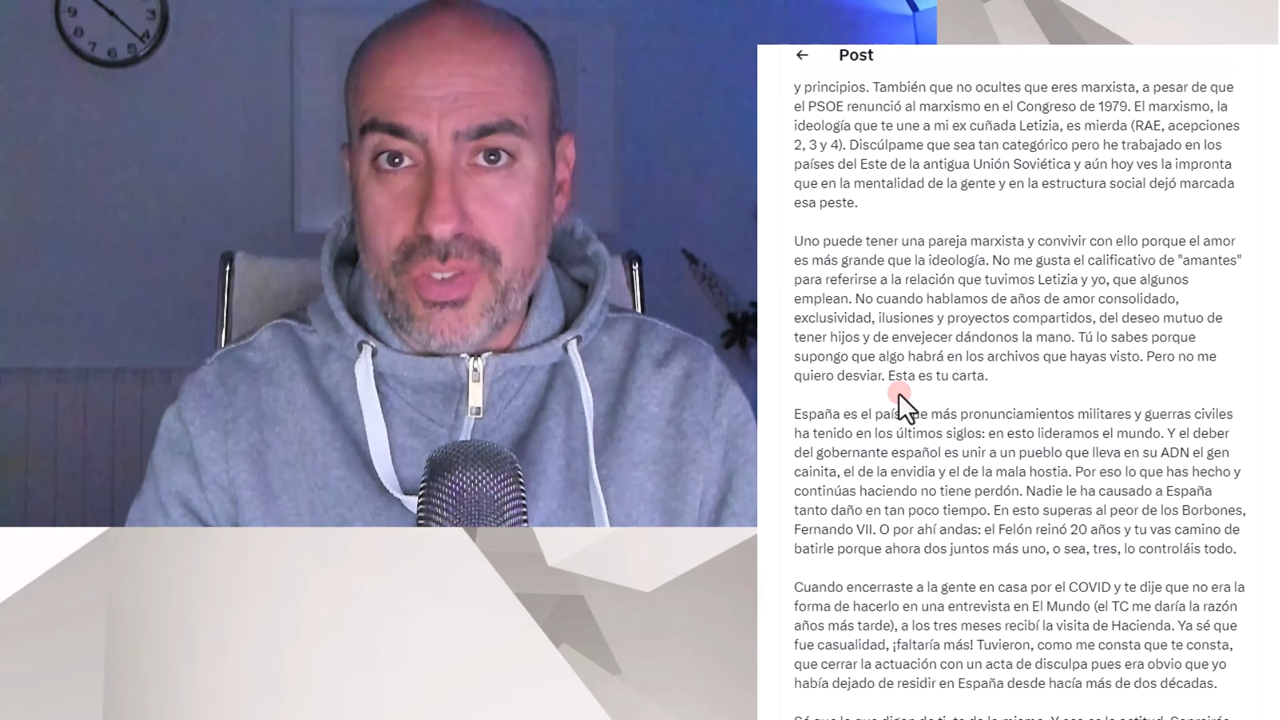 Post
y principios. También que no ocultes que eres marxista, a pesar de que
el PSOE renunció al marxismo en el Congreso de 1979. El marxismo, la
ideología que te une a mi ex cuñada Letizia, es mierda (RAE, acepciones
2, 3 y 4). Discúlpame que sea tan categórico pero he trabajado en los
países del Este de la antigua Unión Soviética y aún hoy ves la impronta
que en la mentalidad de la gente y en la estructura social dejó marcada
esa peste.
Uno puede tener una pareja marxista y convivir con ello porque el amor
es más grande que la ideología. No me gusta el calificativo de "amantes"
para referirse a la relación que tuvimos Letizia y yo, que algunos
emplean. No cuando hablamos de años de amor consolidado,
exclusividad, ilusiones y proyectos compartidos, del deseo mutuo de
tener hijos y de envejecer dándonos la mano. Tú lo sabes porque
supongo que algo habrá en los archivos que hayas visto. Pero no me
quiero desviar. Esta es tu carta.
España es el país que más pronunciamientos militares y guerras civiles
ha tenido en los últimos siglos: en esto lideramos el mundo. Y el deber
del gobernante español es unir a un pueblo que lleva en su ADN el gen
cainita, el de la envidia y el de la mala hostia. Por eso lo que has hecho y
continúas haciendo no tiene perdón. Nadie le ha causado a España
tanto daño en tan poco tiempo. En esto superas al peor de los Borbones,
Fernando VII. O por ahí andas: el Felón reinó 20 años y tu vas camino de
batirle porque ahora dos juntos más uno, o sea, tres, lo controláis todo.
Cuando encerraste a la gente en casa por el COVID y te dije que no era la
forma de hacerlo en una entrevista en El Mundo (el TC me daría la razón
años más tarde), a los tres meses recibí la visita de Hacienda. Ya sé que
fue casualidad, ¡faltaría más! Tuvieron, como me consta que te consta,
que cerrar la actuación con un acta de disculpa pues era obvio que yo
había dejado de residir en España desde hacía más de dos décadas.